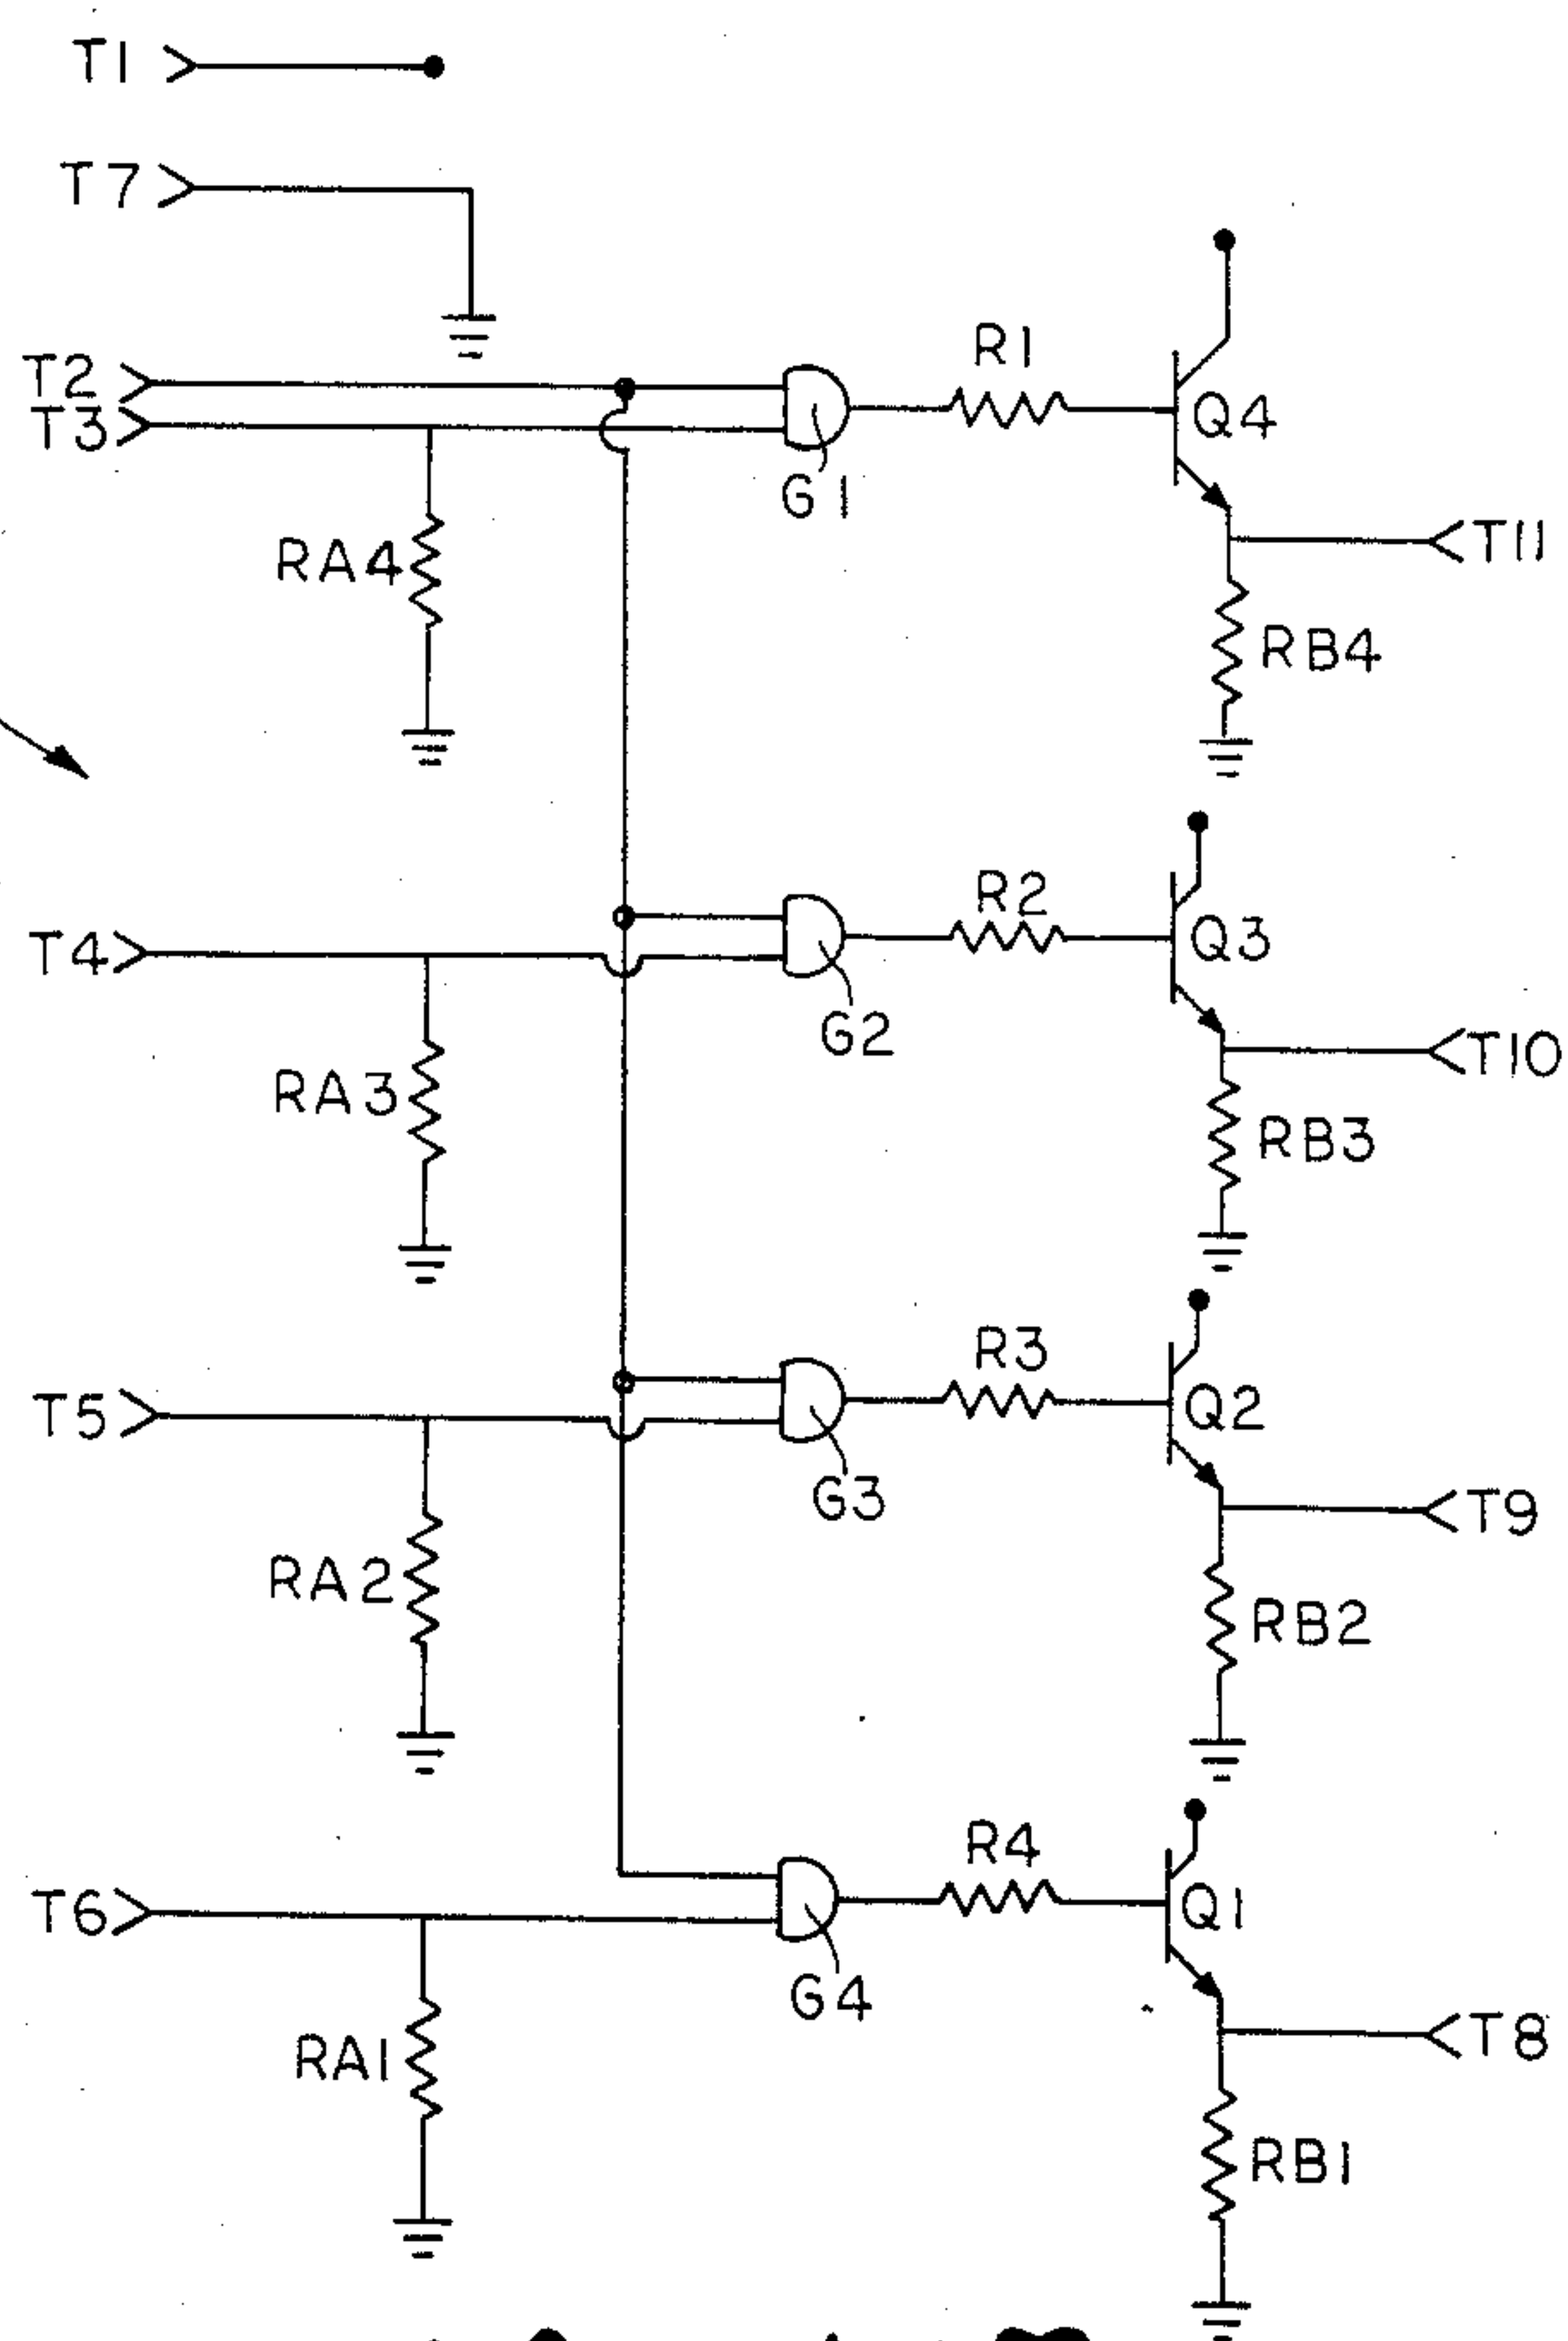 T1
T7
T2
T3
R1
Q4
G1
T11
RA4
RB4
R2
T4
Q3
G2
T10
RA3
RB3
R3
T5
Q2
G3
T9
RA2
RB2
R4
T6
Q1
G4
T8
RA1
RB1